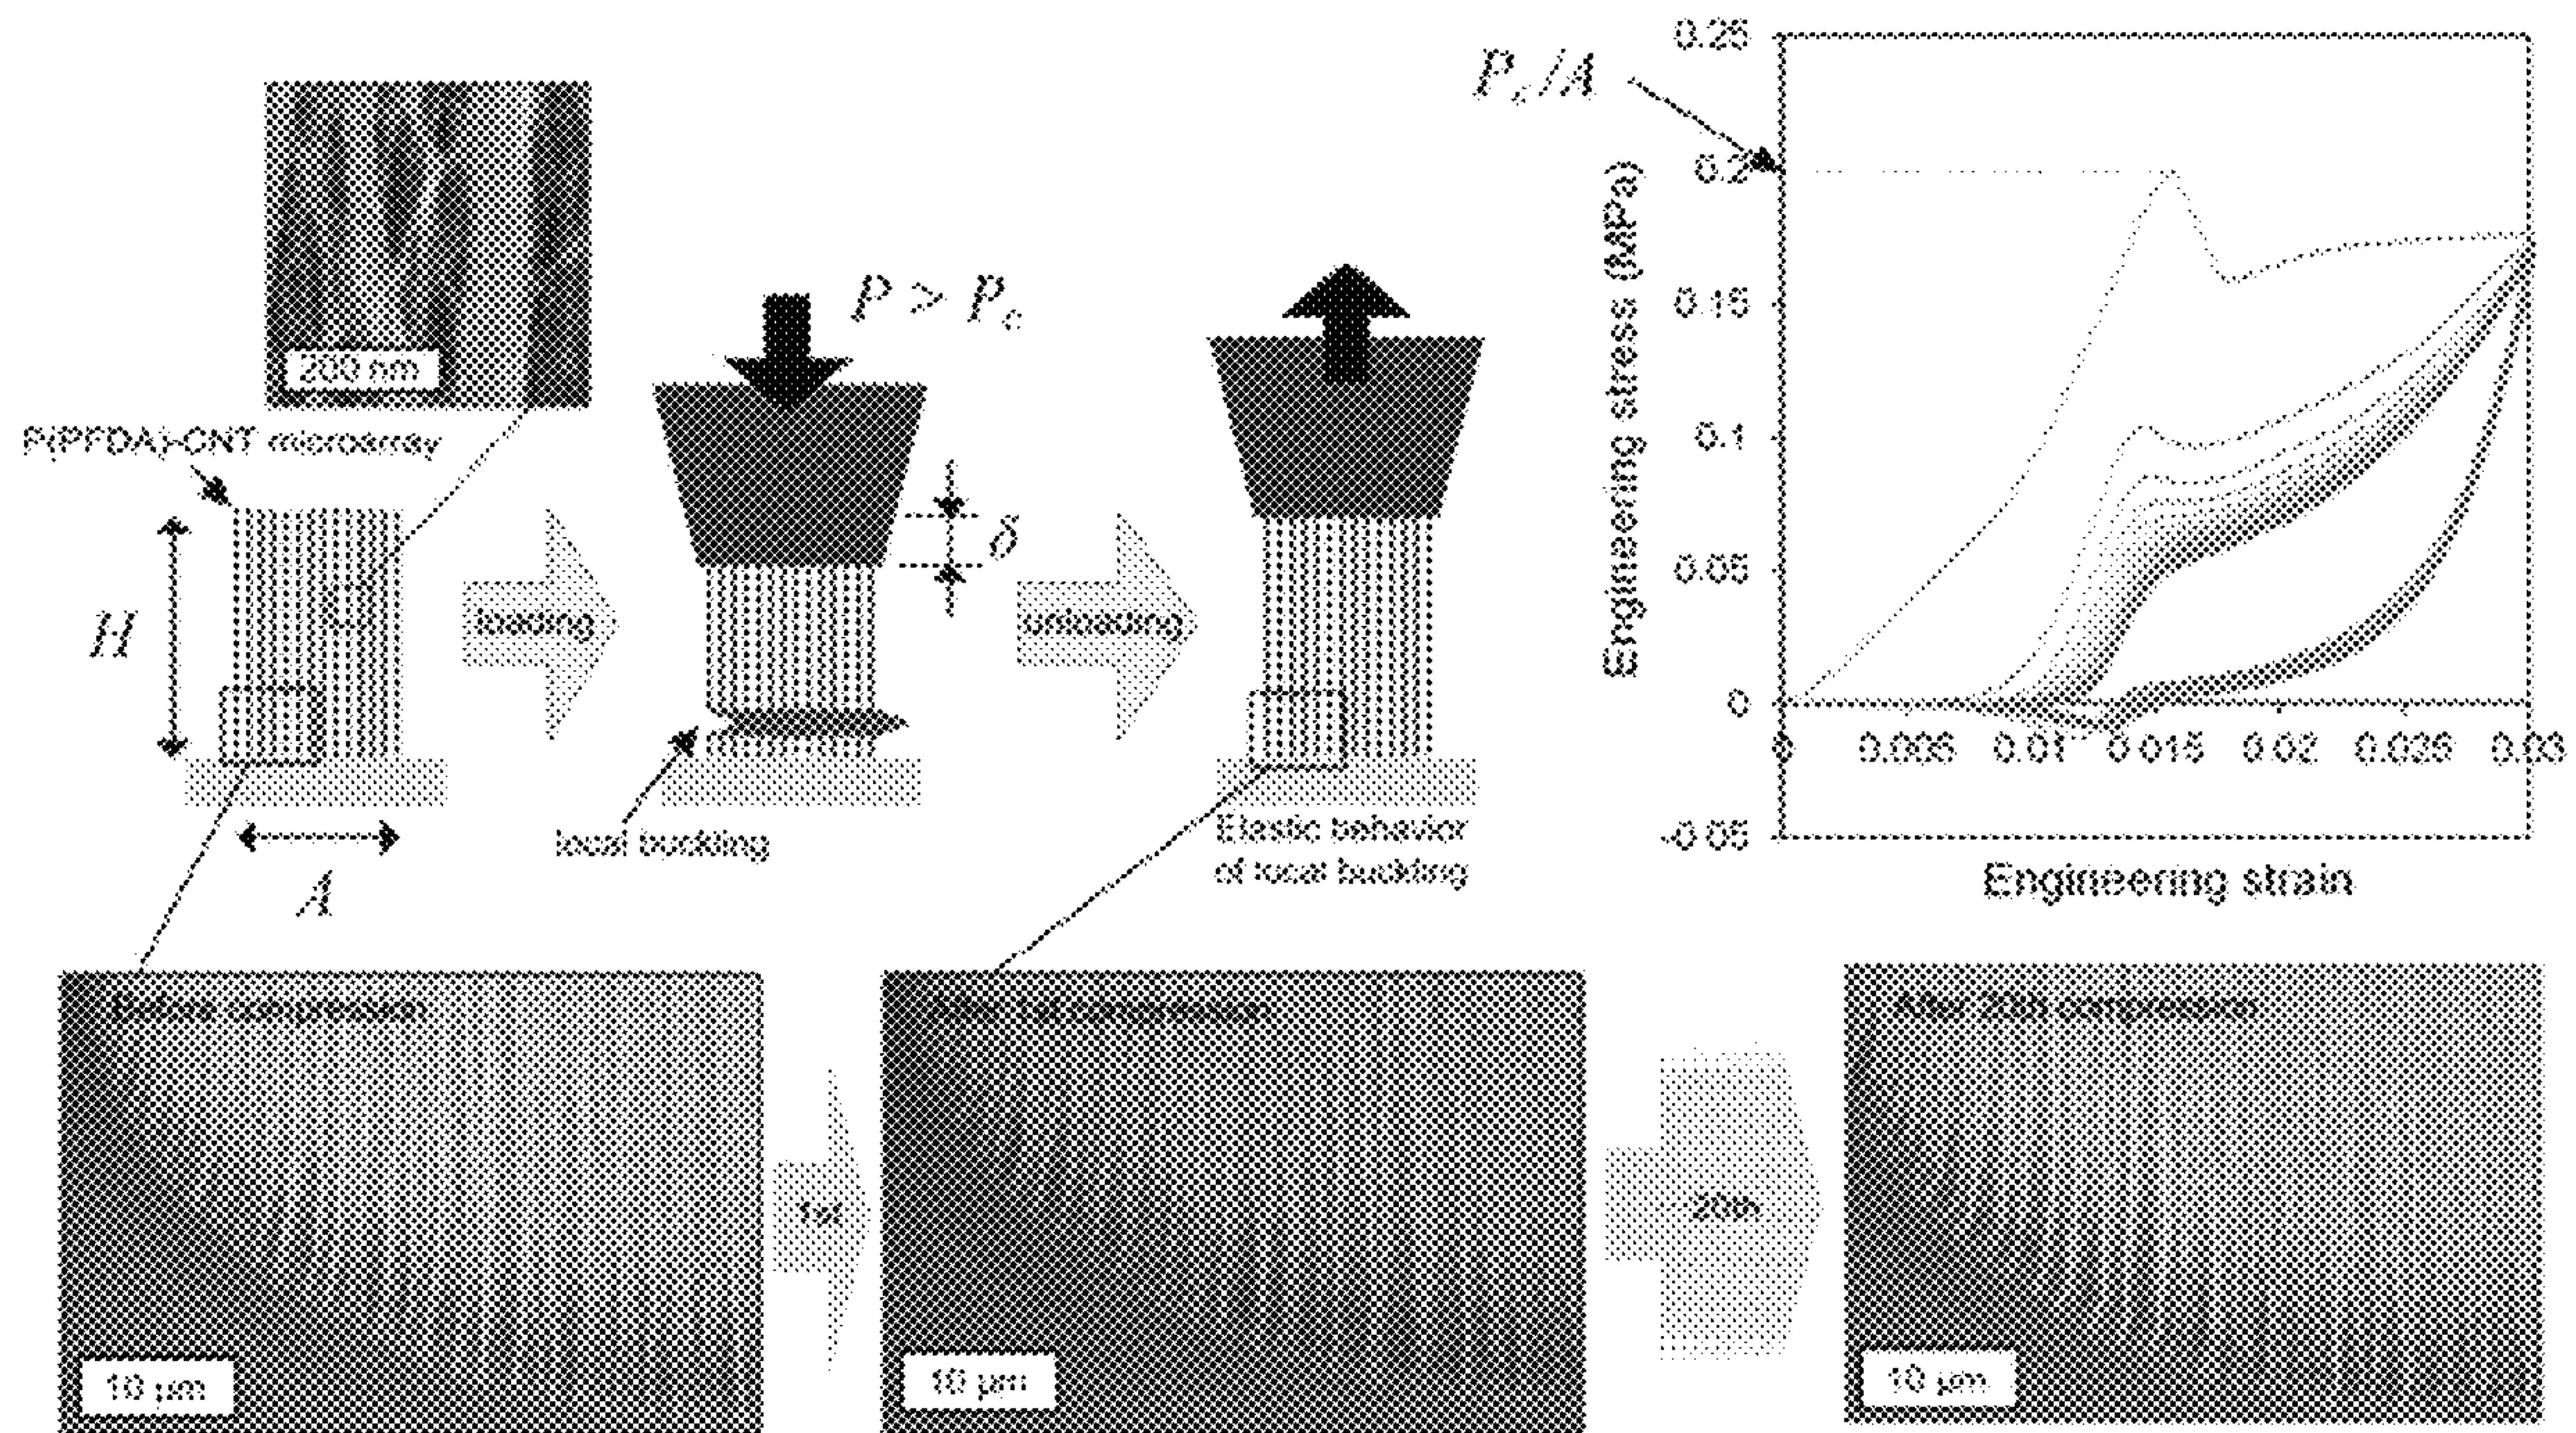 200 nm
P(PFDA)-CNT microarray
H
A
loading
P > P_c
δ
local buckling
unloading
Elastic behavior
of local buckling
P_c/A
Engineering stress (MPa)
0.25
0.2
0.15
0.1
0.05
0
-0.05
0 0.005 0.01 0.015 0.02 0.025 0.03
Engineering strain
Before compression
10 μm
1st
After 1st compression
10 μm
20th
After 20th compression
10 μm